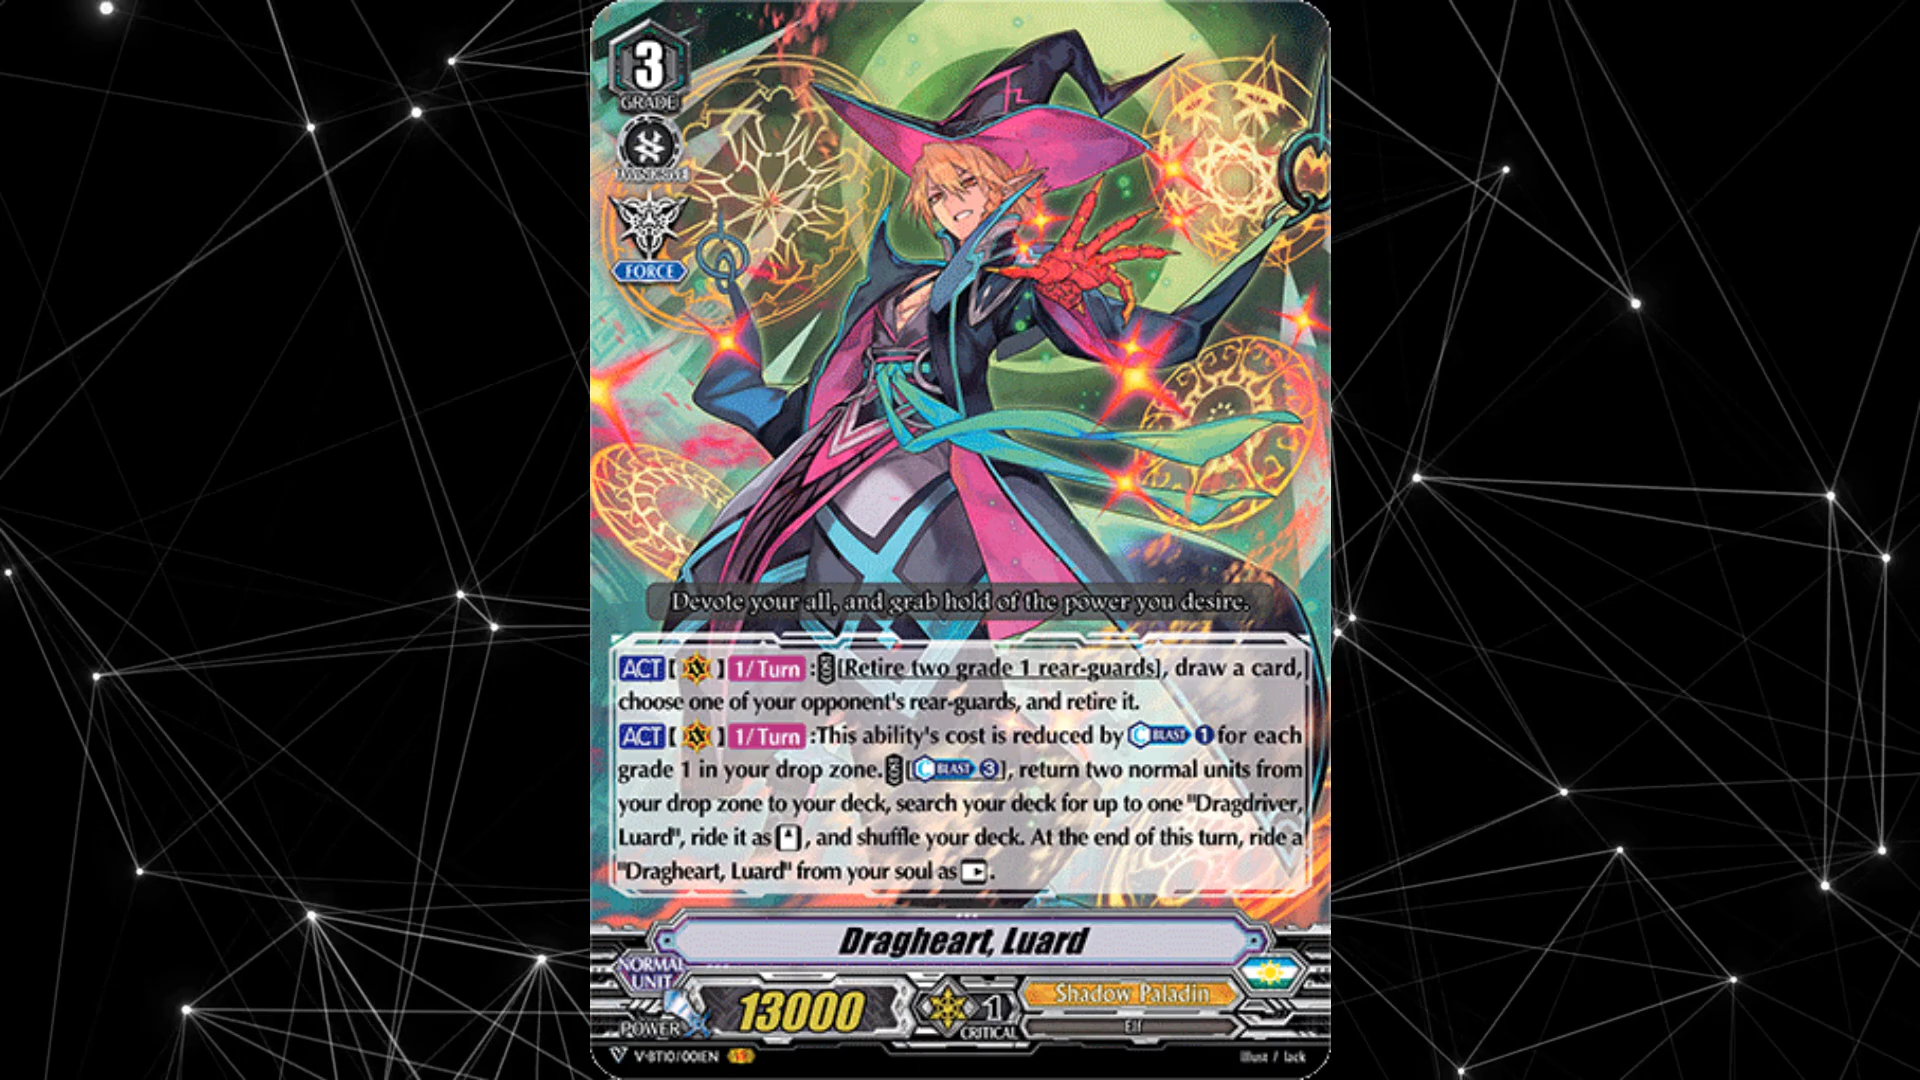 3
GRADE
TWINDRIVE
FORCE
Devote your all, and grab hold of the power you desire.
ACT [ V ] 1/Turn :COST [Retire two grade 1 rear-guards], draw a card,
choose one of your opponent's rear-guards, and retire it.
ACT [ V ] 1/Turn :This ability's cost is reduced by C BLAST 1 for each
grade 1 in your drop zone. COST [ C BLAST 3 ], return two normal units from
your drop zone to your deck, search your deck for up to one "Dragdriver,
Luard", ride it as , and shuffle your deck. At the end of this turn, ride a
"Dragheart, Luard" from your soul as .
Dragheart, Luard
NORMAL
UNIT
POWER 13000
1
CRITICAL
Shadow Paladin
Elf
V-BT10/001EN
illust / lack